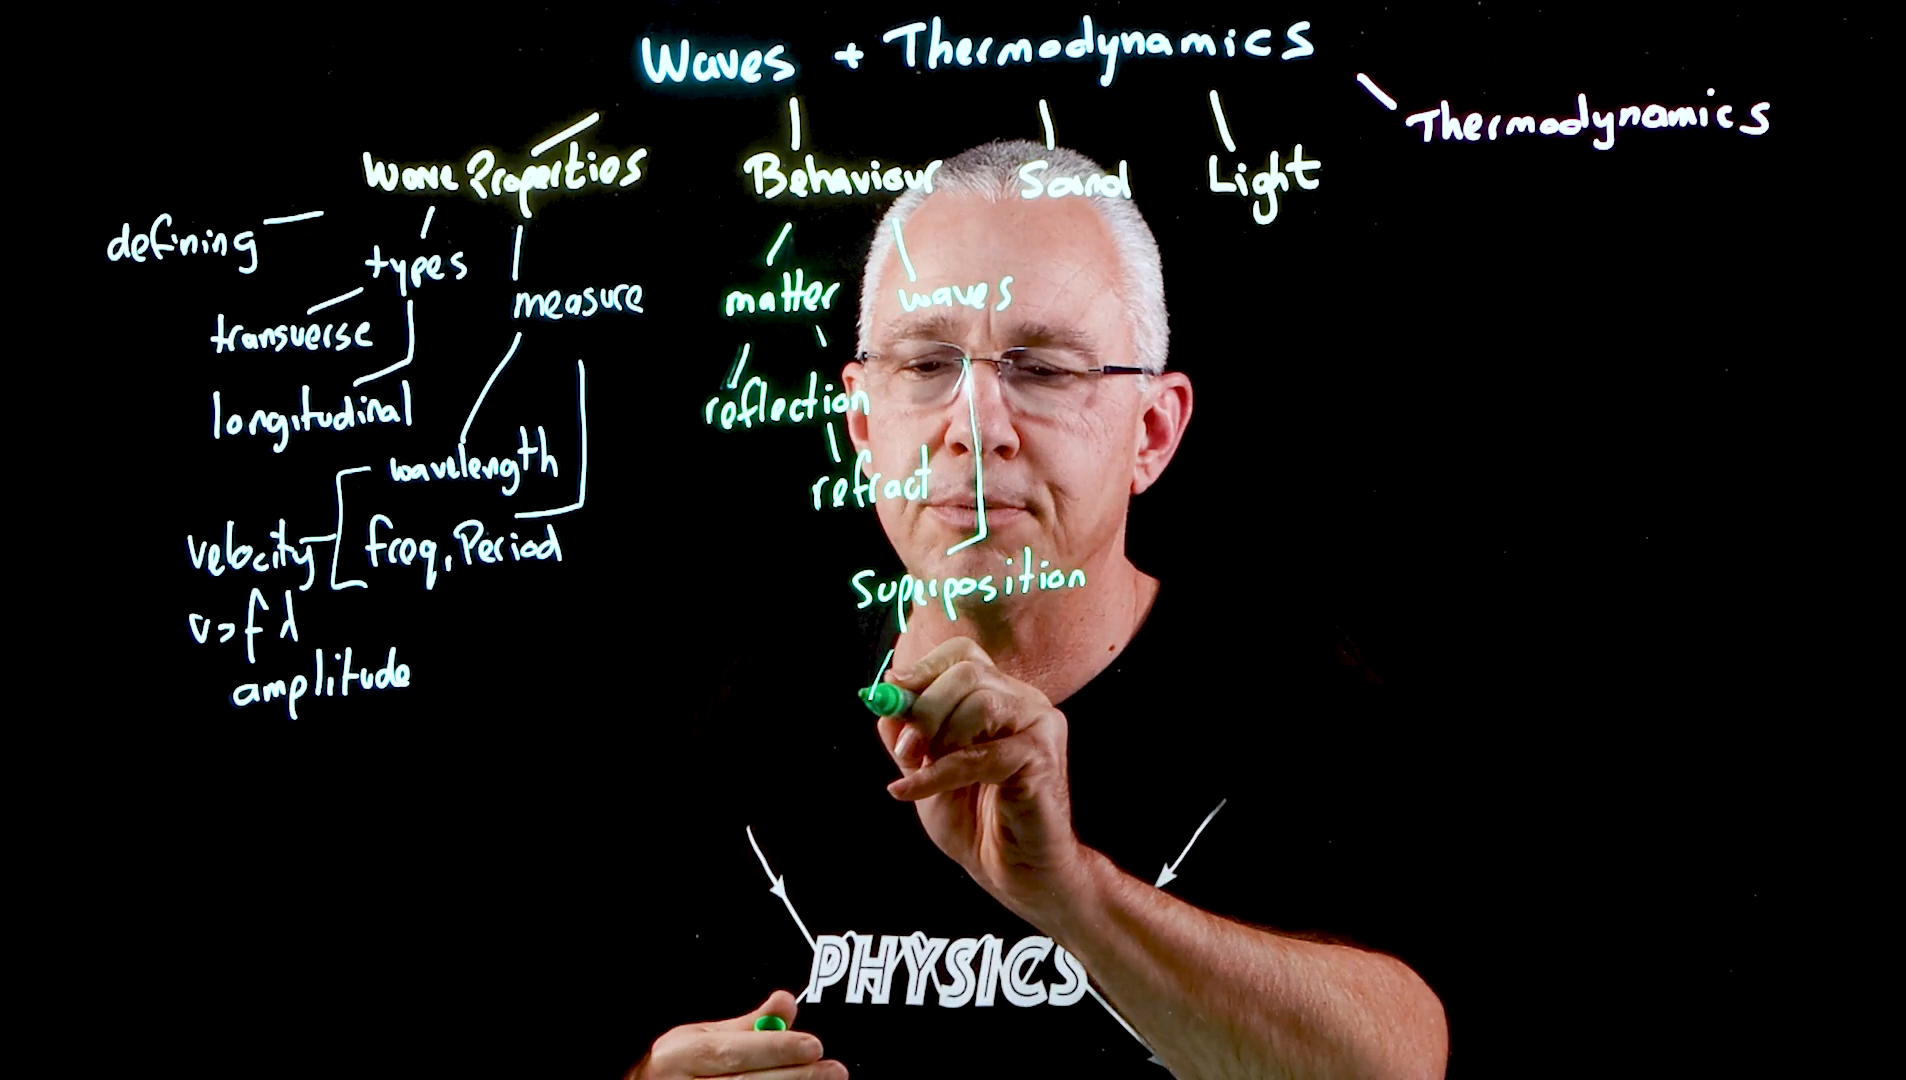 Waves + Thermodynamics
Thermodynamics
Wave Properties
Behaviour
Sound
Light
defining
types
measure
transverse
longitudinal
wavelength
freq, Period
velocity
v = f λ
amplitude
matter
waves
reflection
refract
Superposition
PHYSICS